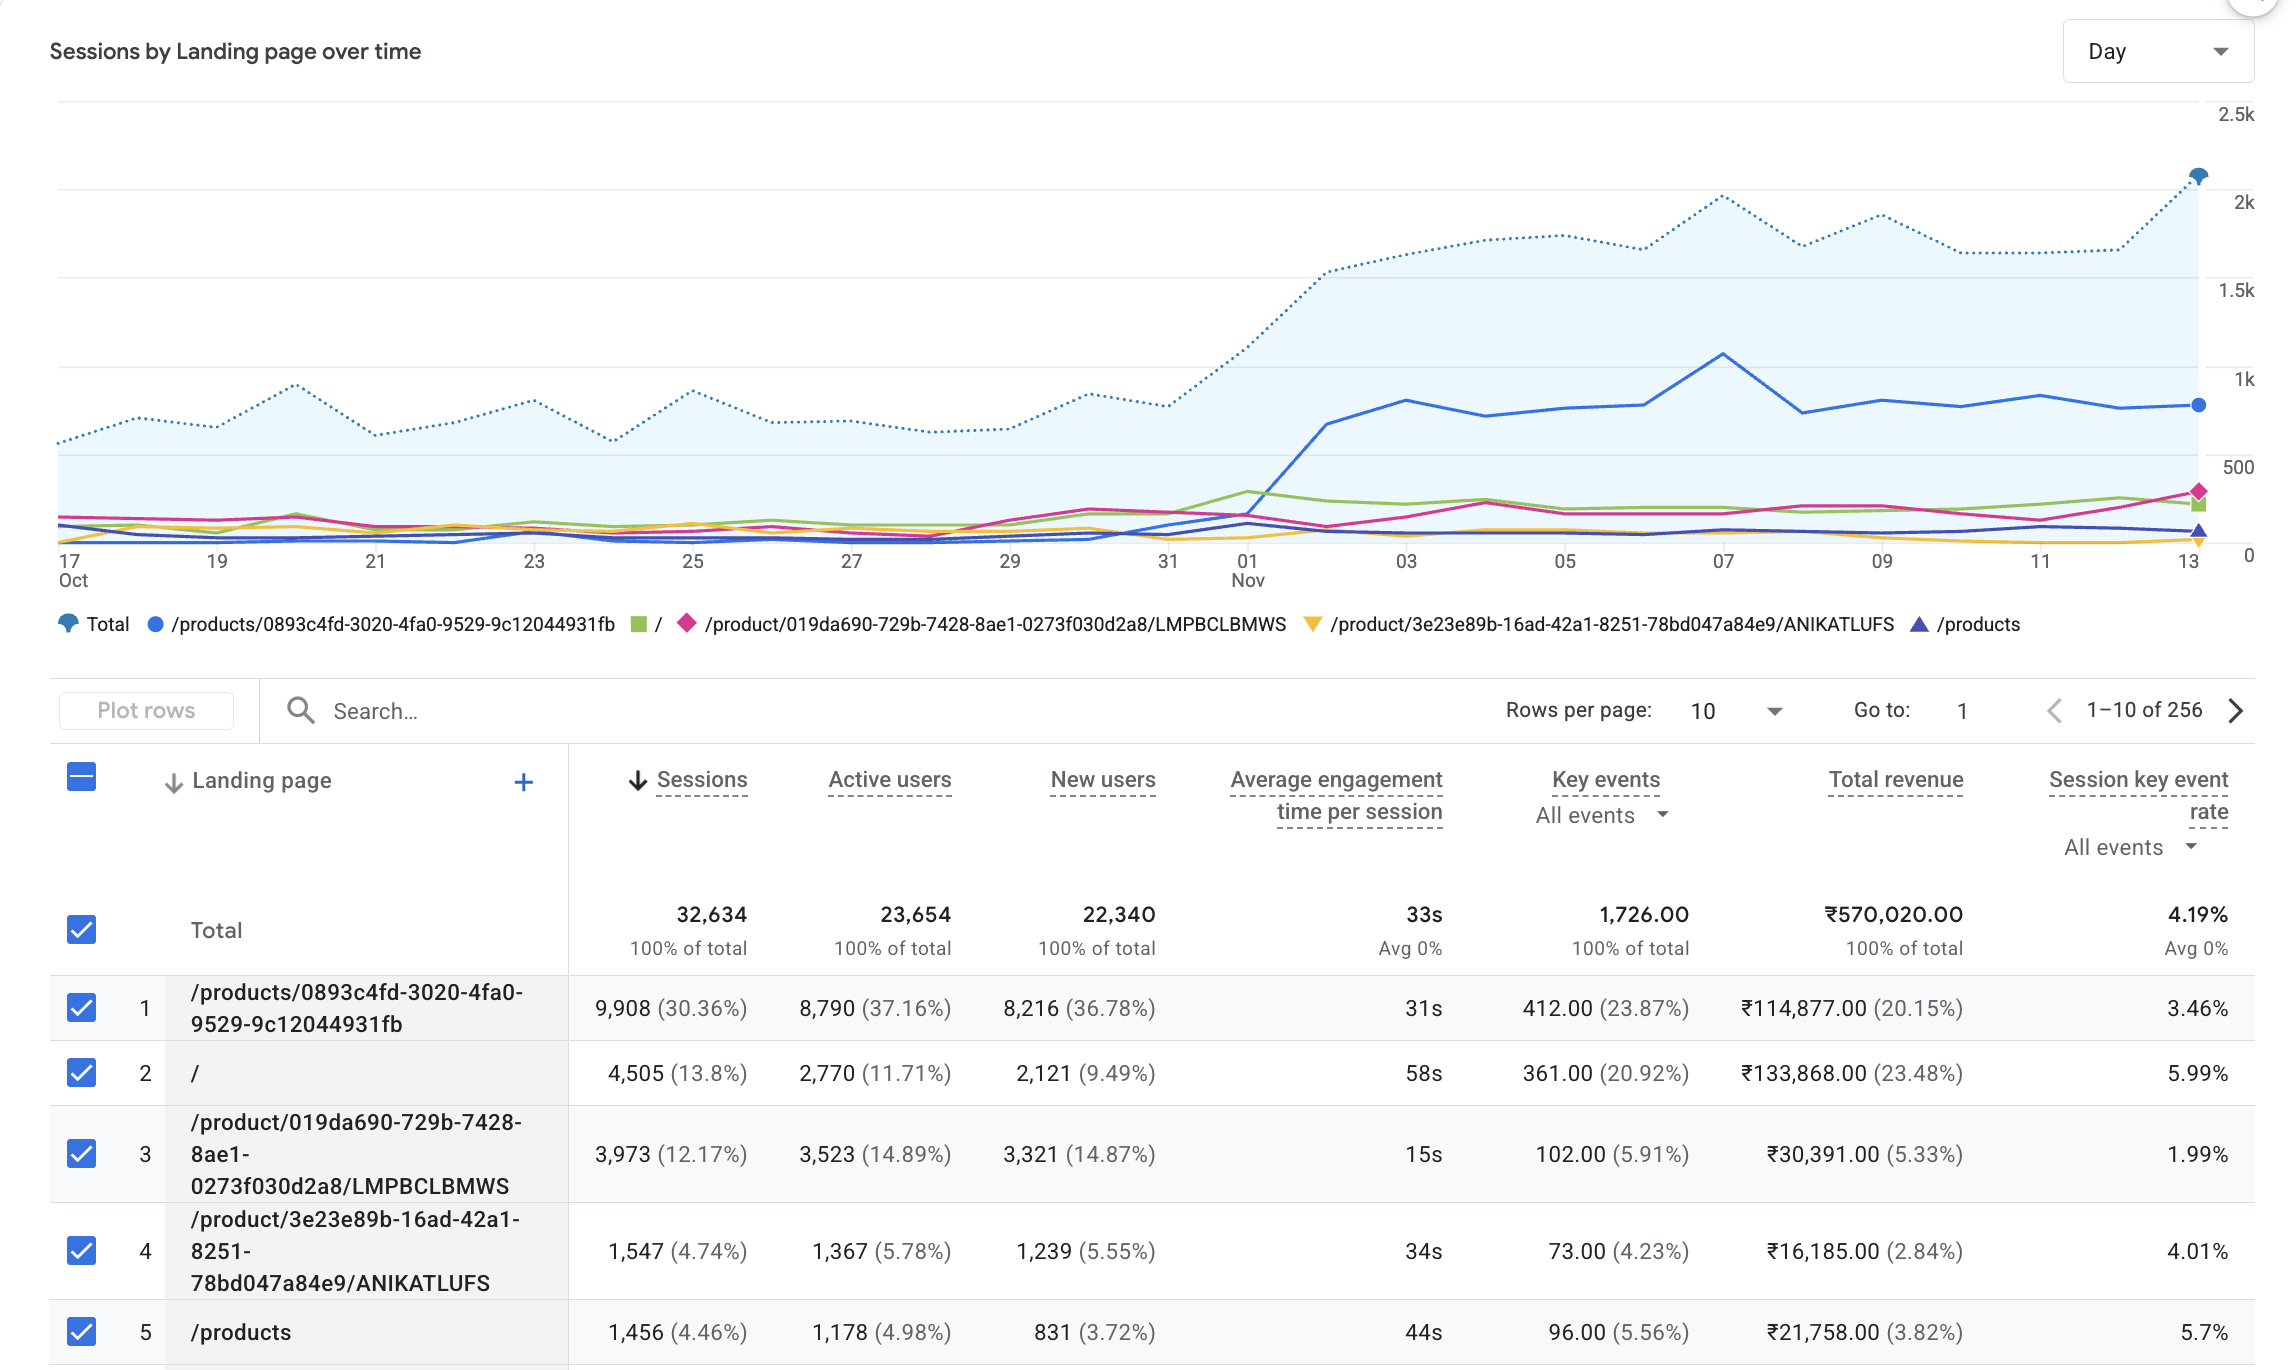 Sessions by Landing page over time
Day
2.5k
2k
1.5k
1k
500
0
17 19 21 23 25 27 29 31 01 03 05 07 09 11 13
Oct Nov
Total /products/0893c4fd-3020-4fa0-9529-9c12044931fb / /product/019da690-729b-7428-8ae1-0273f030d2a8/LMPBCLBMWS /product/3e23e89b-16ad-42a1-8251-78bd047a84e9/ANIKATLUFS /products
Plot rows Search... Rows per page: 10 Go to: 1 1–10 of 256
Landing page + Sessions Active users New users Average engagement time per session Key events Total revenue Session key event rate
All events All events
Total 32,634 23,654 22,340 33s 1,726.00 ₹570,020.00 4.19%
100% of total 100% of total 100% of total Avg 0% 100% of total 100% of total Avg 0%
1 /products/0893c4fd-3020-4fa0-
9529-9c12044931fb 9,908 (30.36%) 8,790 (37.16%) 8,216 (36.78%) 31s 412.00 (23.87%) ₹114,877.00 (20.15%) 3.46%
2 / 4,505 (13.8%) 2,770 (11.71%) 2,121 (9.49%) 58s 361.00 (20.92%) ₹133,868.00 (23.48%) 5.99%
3 /product/019da690-729b-7428-
8ae1-
0273f030d2a8/LMPBCLBMWS 3,973 (12.17%) 3,523 (14.89%) 3,321 (14.87%) 15s 102.00 (5.91%) ₹30,391.00 (5.33%) 1.99%
4 /product/3e23e89b-16ad-42a1-
8251-
78bd047a84e9/ANIKATLUFS 1,547 (4.74%) 1,367 (5.78%) 1,239 (5.55%) 34s 73.00 (4.23%) ₹16,185.00 (2.84%) 4.01%
5 /products 1,456 (4.46%) 1,178 (4.98%) 831 (3.72%) 44s 96.00 (5.56%) ₹21,758.00 (3.82%) 5.7%